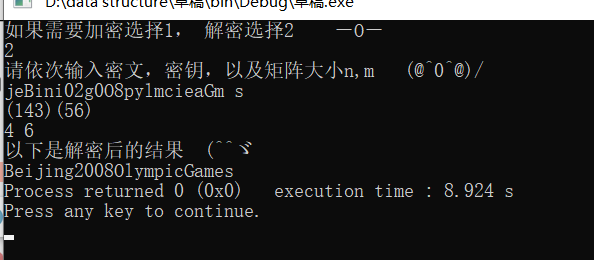 D:\data structure\草稿\bin\Debug\草稿.exe
如果需要加密选择1， 解密选择2 —0—
2
请依次输入密文，密钥，以及矩阵大小n,m (@^0^@)/
jeBini02g008pylmcieaGm s
(143)(56)
4 6
以下是解密后的结果 (^^ゞ
Beijing2008OlympicGames
Process returned 0 (0x0) execution time : 8.924 s
Press any key to continue.